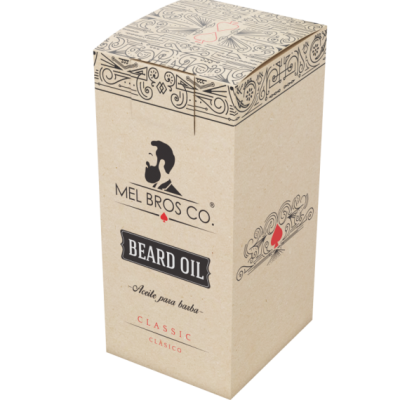 MEL BROS CO.®
BEARD OIL
-Aceite para barba-
CLASSIC
CLÁSICO